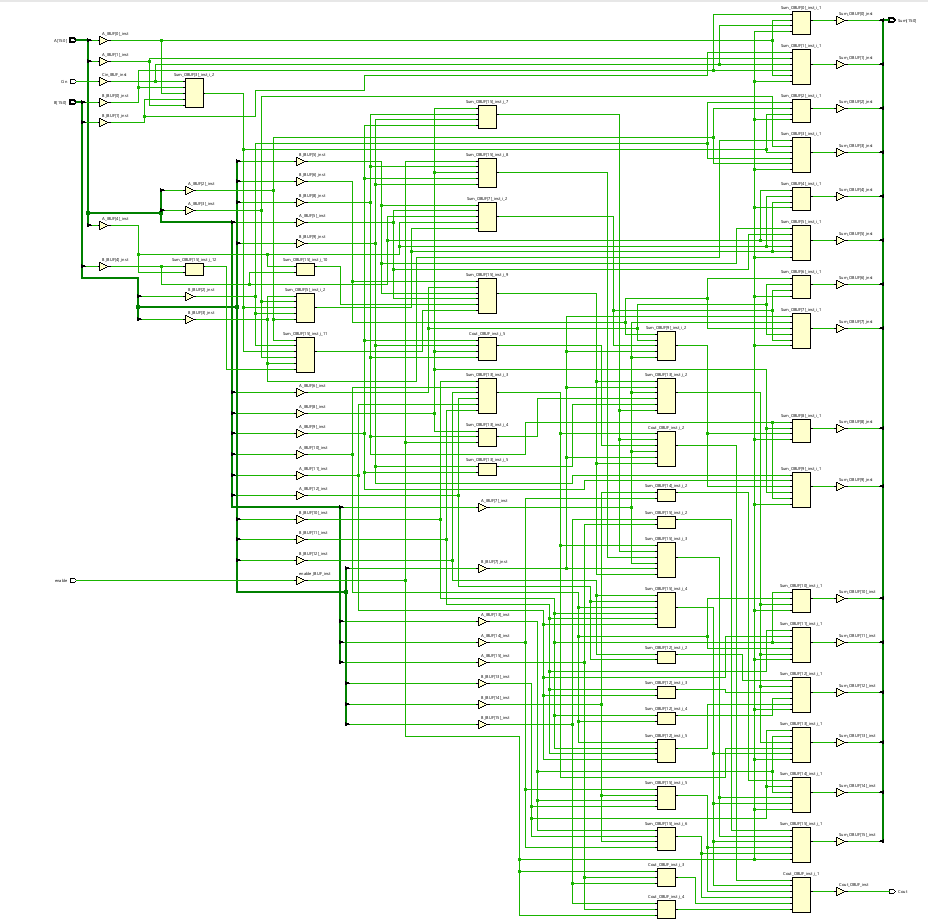 A[15:0]
A_IBUF[0]_inst
A_IBUF[1]_inst
Cin
Cin_IBUF_inst
B[15:0]
B_IBUF[0]_inst
B_IBUF[1]_inst
Sum_OBUF[3]_inst_i_2
A_IBUF[2]_inst
A_IBUF[3]_inst
A_IBUF[4]_inst
B_IBUF[4]_inst
Sum_OBUF[15]_inst_i_12
B_IBUF[2]_inst
B_IBUF[3]_inst
B_IBUF[5]_inst
B_IBUF[6]_inst
B_IBUF[8]_inst
A_IBUF[5]_inst
B_IBUF[9]_inst
Sum_OBUF[15]_inst_i_10
Sum_OBUF[5]_inst_i_2
Sum_OBUF[15]_inst_i_11
A_IBUF[6]_inst
A_IBUF[8]_inst
A_IBUF[9]_inst
A_IBUF[10]_inst
A_IBUF[11]_inst
A_IBUF[12]_inst
B_IBUF[10]_inst
B_IBUF[11]_inst
B_IBUF[12]_inst
enable
enable_IBUF_inst
Sum_OBUF[15]_inst_i_7
Sum_OBUF[15]_inst_i_8
Sum_OBUF[7]_inst_i_2
Sum_OBUF[15]_inst_i_9
Cout_OBUF_inst_i_5
Sum_OBUF[13]_inst_i_3
Sum_OBUF[13]_inst_i_4
Sum_OBUF[13]_inst_i_5
A_IBUF[7]_inst
B_IBUF[7]_inst
A_IBUF[13]_inst
A_IBUF[14]_inst
A_IBUF[15]_inst
B_IBUF[13]_inst
B_IBUF[14]_inst
B_IBUF[15]_inst
Sum_OBUF[9]_inst_i_2
Sum_OBUF[13]_inst_i_2
Cout_OBUF_inst_i_2
Sum_OBUF[14]_inst_i_2
Sum_OBUF[15]_inst_i_2
Sum_OBUF[15]_inst_i_3
Sum_OBUF[15]_inst_i_4
Sum_OBUF[12]_inst_i_2
Sum_OBUF[12]_inst_i_3
Sum_OBUF[12]_inst_i_4
Sum_OBUF[12]_inst_i_5
Sum_OBUF[15]_inst_i_5
Sum_OBUF[15]_inst_i_6
Cout_OBUF_inst_i_3
Cout_OBUF_inst_i_4
Sum_OBUF[0]_inst_i_1
Sum_OBUF[0]_inst
Sum[15:0]
Sum_OBUF[1]_inst_i_1
Sum_OBUF[1]_inst
Sum_OBUF[2]_inst_i_1
Sum_OBUF[2]_inst
Sum_OBUF[3]_inst_i_1
Sum_OBUF[3]_inst
Sum_OBUF[4]_inst_i_1
Sum_OBUF[4]_inst
Sum_OBUF[5]_inst_i_1
Sum_OBUF[5]_inst
Sum_OBUF[6]_inst_i_1
Sum_OBUF[6]_inst
Sum_OBUF[7]_inst_i_1
Sum_OBUF[7]_inst
Sum_OBUF[8]_inst_i_1
Sum_OBUF[8]_inst
Sum_OBUF[9]_inst_i_1
Sum_OBUF[9]_inst
Sum_OBUF[10]_inst_i_1
Sum_OBUF[10]_inst
Sum_OBUF[11]_inst_i_1
Sum_OBUF[11]_inst
Sum_OBUF[12]_inst_i_1
Sum_OBUF[12]_inst
Sum_OBUF[13]_inst_i_1
Sum_OBUF[13]_inst
Sum_OBUF[14]_inst_i_1
Sum_OBUF[14]_inst
Sum_OBUF[15]_inst_i_1
Sum_OBUF[15]_inst
Cout_OBUF_inst_i_1
Cout_OBUF_inst
Cout